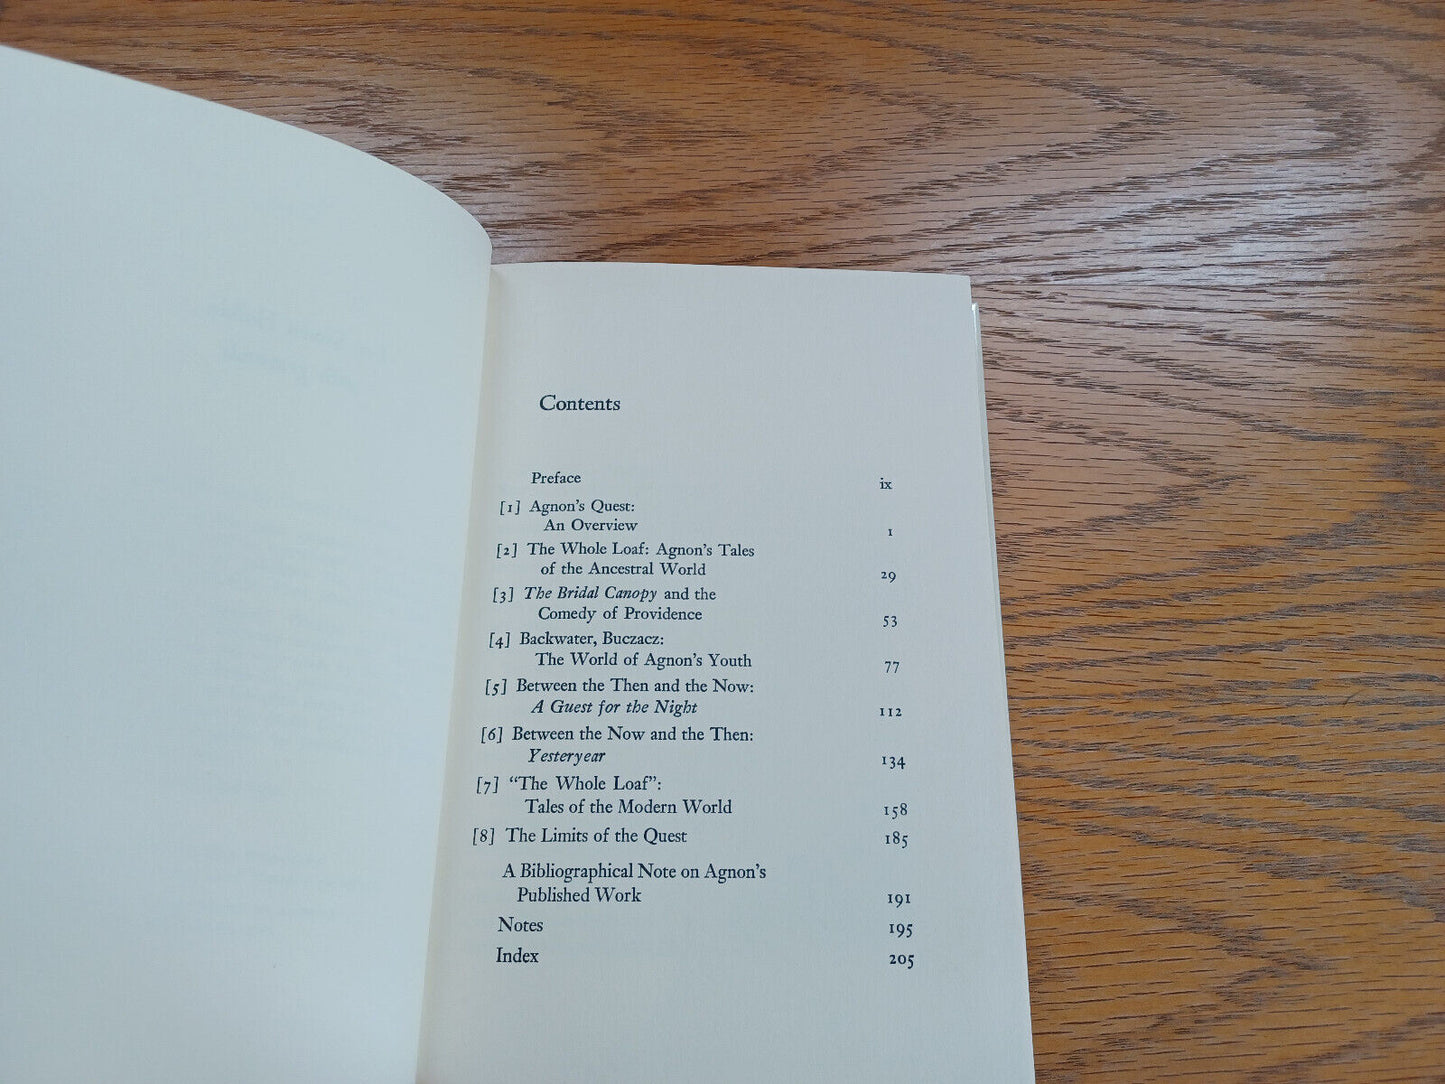 Contents
Preface ix
[1] Agnon's Quest:
An Overview 1
[2] The Whole Loaf: Agnon's Tales
of the Ancestral World 29
[3] The Bridal Canopy and the
Comedy of Providence 53
[4] Backwater, Buczacz:
The World of Agnon's Youth 77
[5] Between the Then and the Now:
A Guest for the Night 112
[6] Between the Now and the Then:
Yesteryear 134
[7] "The Whole Loaf":
Tales of the Modern World 158
[8] The Limits of the Quest 185
A Bibliographical Note on Agnon's
Published Work 191
Notes 195
Index 205